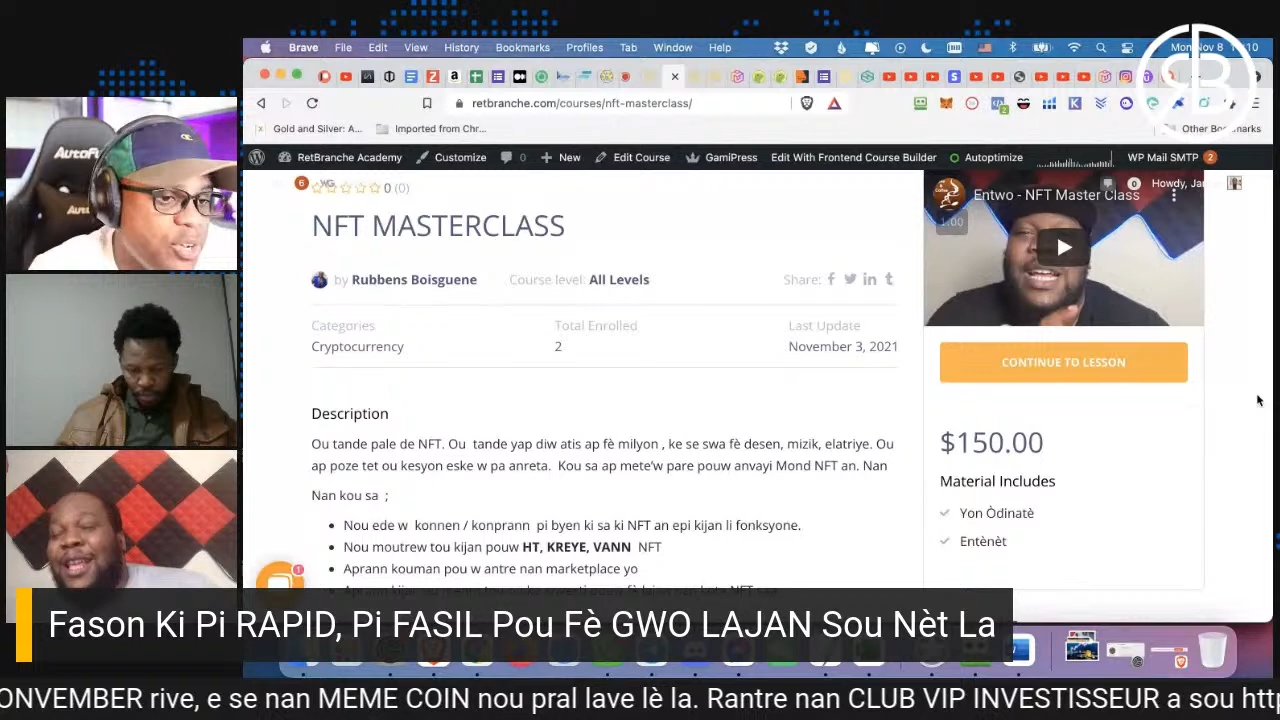 Brave File Edit View History Bookmarks Profiles Tab Window Help Mon Nov 8
retbranche.com/courses/nft-masterclass/
Gold and Silver: A... Imported from Chr... Other Bookmarks
RetBranche Academy Customize 0 New Edit Course GamiPress Edit With Frontend Course Builder Autoptimize WP Mail SMTP 2
6 0 (0)
Entwo - NFT Master Class
0 Howdy, Ja
1:00
NFT MASTERCLASS
by Rubbens Boisguene Course level: All Levels Share:
Categories Total Enrolled Last Update
Cryptocurrency 2 November 3, 2021
CONTINUE TO LESSON
Description
Ou tande pale de NFT. Ou tande yap diw atis ap fè milyon , ke se swa fè desen, mizik, elatriye. Ou
ap poze tet ou kesyon eske w pa anreta. Kou sa ap mete'w pare pouw anvayi Mond NFT an. Nan
Nan kou sa ;
Nou ede w konnen / konprann pi byen ki sa ki NFT an epi kijan li fonksyone.
Nou moutrew tou kijan pouw HT, KREYE, VANN NFT
Aprann kouman pou w antre nan marketplace yo
$150.00
Material Includes
Yon Òdinatè
Entènèt
Fason Ki Pi RAPID, Pi FASIL Pou Fè GWO LAJAN Sou Nèt La
ONVEMBER rive, e se nan MEME COIN nou pral lave lè la. Rantre nan CLUB VIP INVESTISSEUR a sou http